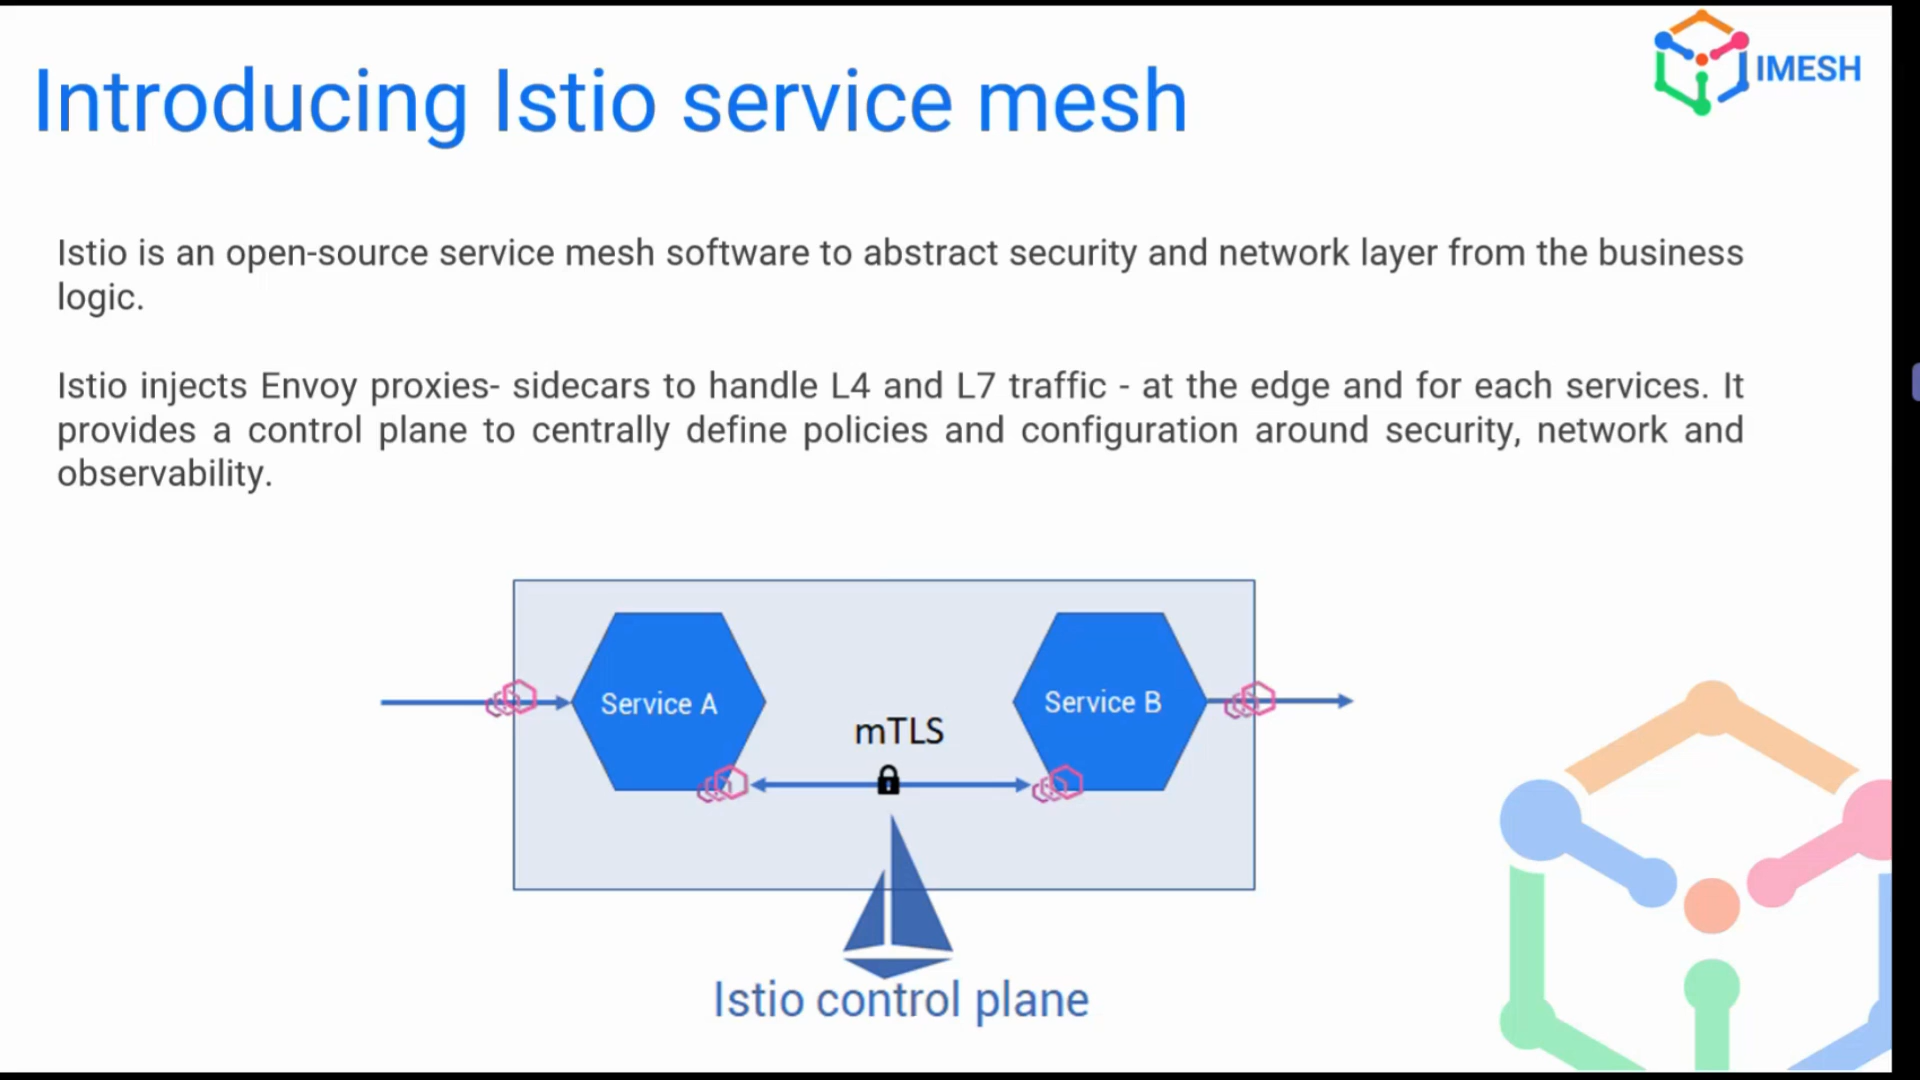 IMESH
Introducing Istio service mesh
Istio is an open-source service mesh software to abstract security and network layer from the business
logic.
Istio injects Envoy proxies- sidecars to handle L4 and L7 traffic - at the edge and for each services. It
provides a control plane to centrally define policies and configuration around security, network and
observability.
Service A
Service B
mTLS
Istio control plane